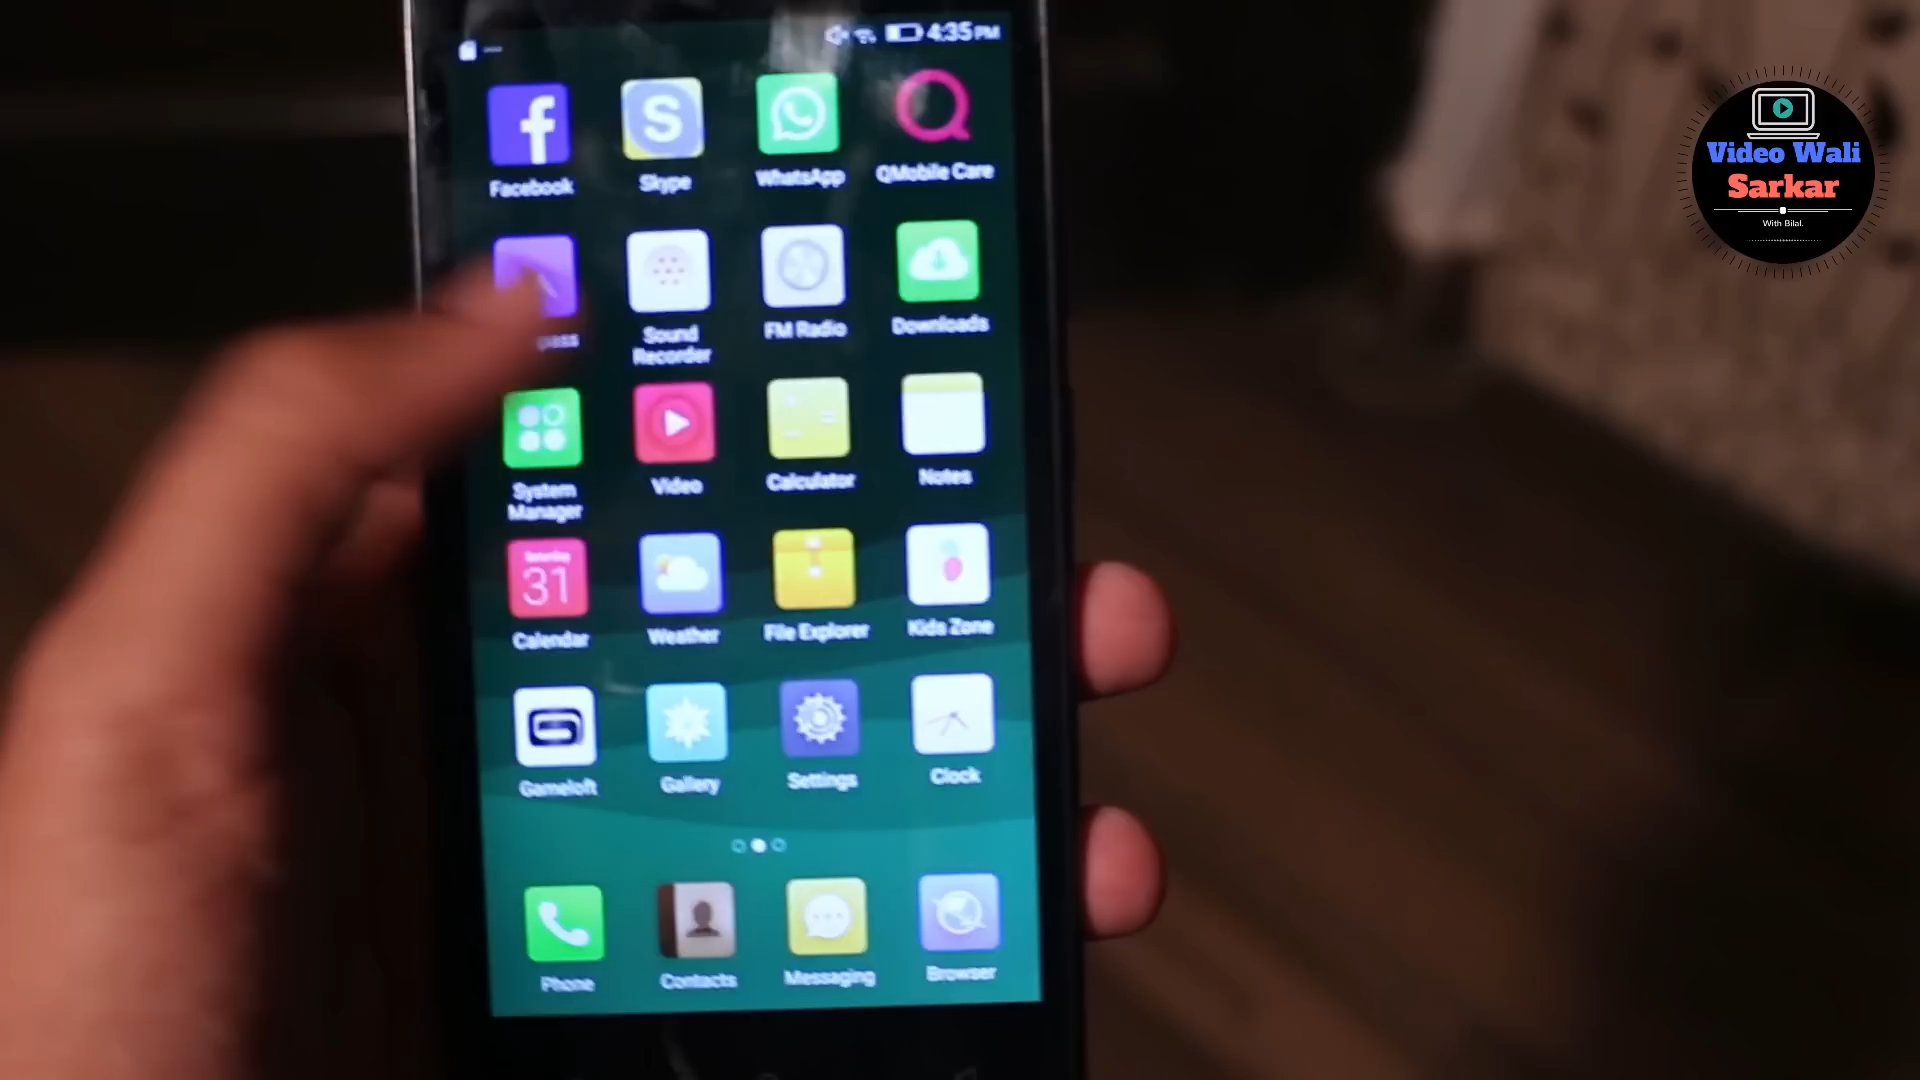 4:35 PM
Facebook
Skype
WhatsApp
QMobile Care
pass
Sound
Recorder
FM Radio
Downloads
System
Manager
Video
Calculator
Notes
Saturday
31
Calendar
Weather
File Explorer
Kids Zone
Gameloft
Gallery
Settings
Clock
Phone
Contacts
Messaging
Browser
Video Wali
Sarkar
With Bilal.